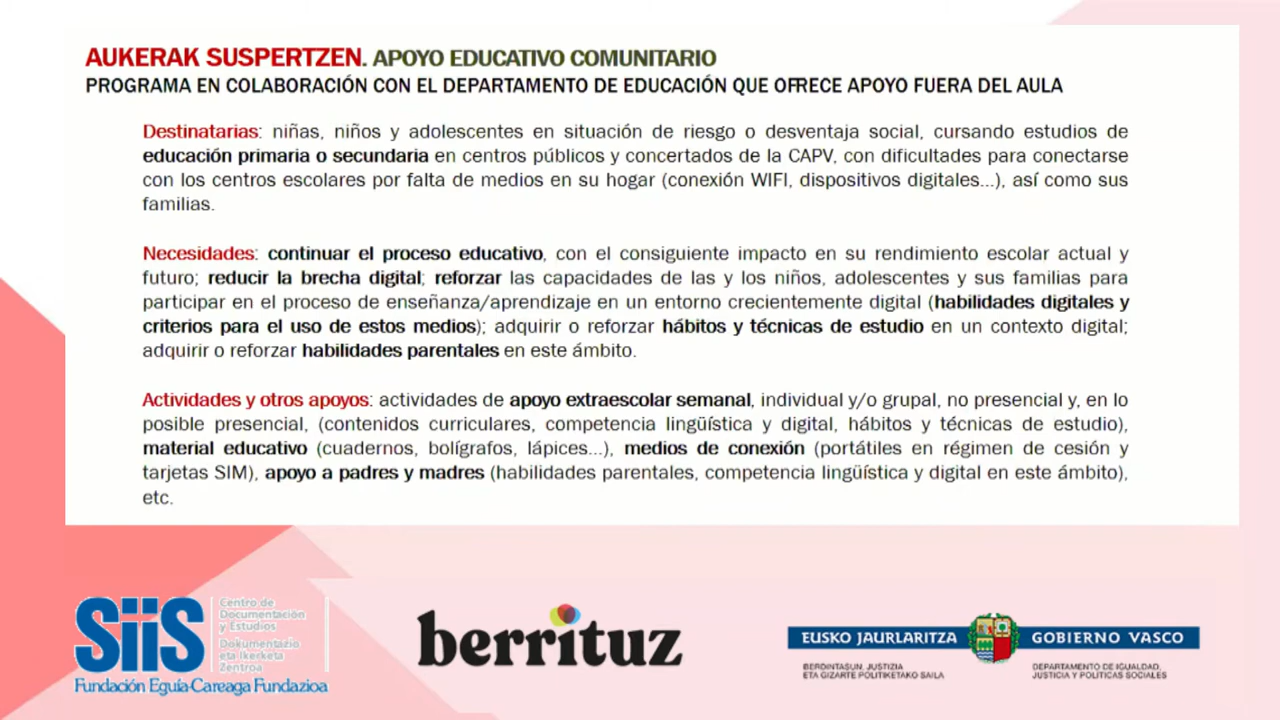 AUKERAK SUSPERTZEN. APOYO EDUCATIVO COMUNITARIO
PROGRAMA EN COLABORACIÓN CON EL DEPARTAMENTO DE EDUCACIÓN QUE OFRECE APOYO FUERA DEL AULA
Destinatarias: niñas, niños y adolescentes en situación de riesgo o desventaja social, cursando estudios de
educación primaria o secundaria en centros públicos y concertados de la CAPV, con dificultades para conectarse
con los centros escolares por falta de medios en su hogar (conexión WIFI, dispositivos digitales...), así como sus
familias.
Necesidades: continuar el proceso educativo, con el consiguiente impacto en su rendimiento escolar actual y
futuro; reducir la brecha digital; reforzar las capacidades de las y los niños, adolescentes y sus familias para
participar en el proceso de enseñanza/aprendizaje en un entorno crecientemente digital (habilidades digitales y
criterios para el uso de estos medios); adquirir o reforzar hábitos y técnicas de estudio en un contexto digital;
adquirir o reforzar habilidades parentales en este ámbito.
Actividades y otros apoyos: actividades de apoyo extraescolar semanal, individual y/o grupal, no presencial y, en lo
posible presencial, (contenidos curriculares, competencia lingüística y digital, hábitos y técnicas de estudio),
material educativo (cuadernos, bolígrafos, lápices...), medios de conexión (portátiles en régimen de cesión y
tarjetas SIM), apoyo a padres y madres (habilidades parentales, competencia lingüística y digital en este ámbito),
etc.
SiiS
Centro de
Documentación
y Estudios
Dokumentazio
eta Ikerketa
Zentroa
Fundación Eguía-Careaga Fundazioa
berrituz
EUSKO JAURLARITZA GOBIERNO VASCO
BERDINTASUN, JUSTIZIA
ETA GIZARTE POLITIKETAKO SAILA
DEPARTAMENTO DE IGUALDAD,
JUSTICIA Y POLÍTICAS SOCIALES